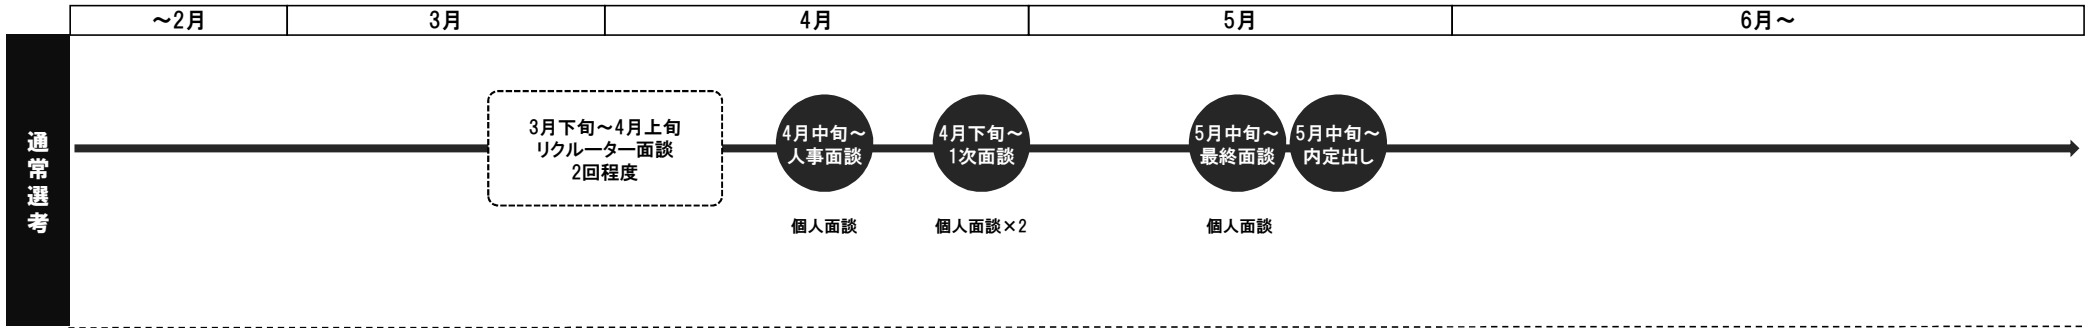 ～2月
3月
4月
5月
6月～
通常選考
3月下旬～4月上旬
リクルーター面談
2回程度
4月中旬～
人事面談
4月下旬～
1次面談
5月中旬～
最終面談
5月中旬～
内定出し
個人面談
個人面談×2
個人面談